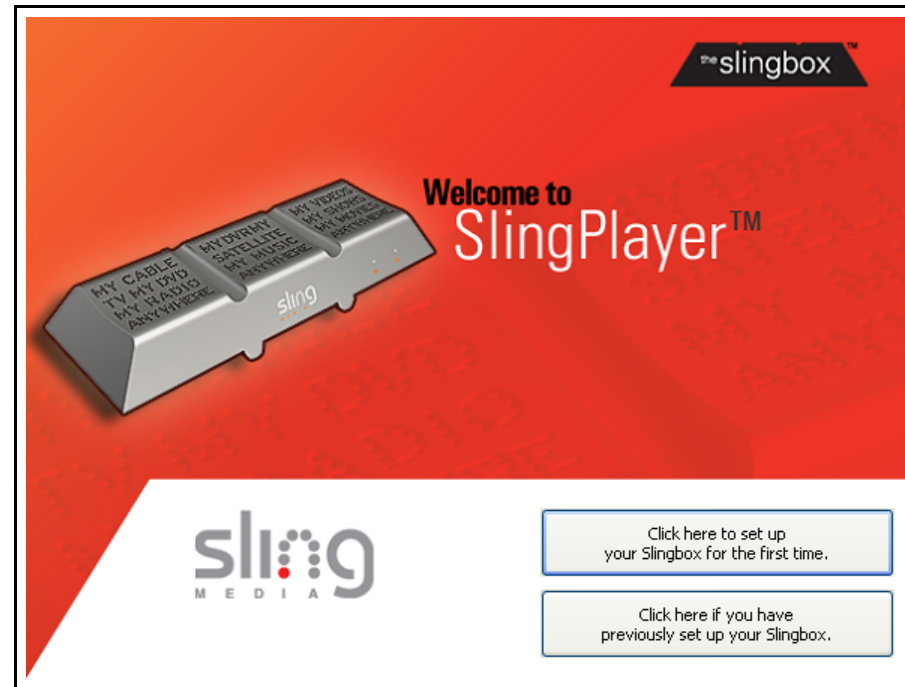 the slingbox™
Welcome to
SlingPlayer™
MY CABLE
TV MY DVD
MY RADIO
ANYWHERE
MY DVR MY
SATELLITE
MY MUSIC
ANYWHERE
MY VIDEOS
MY SHOWS
MY MOVIES
ANYWHERE
sling
MEDIA
sling
MEDIA
Click here to set up
your Slingbox for the first time.
Click here if you have
previously set up your Slingbox.